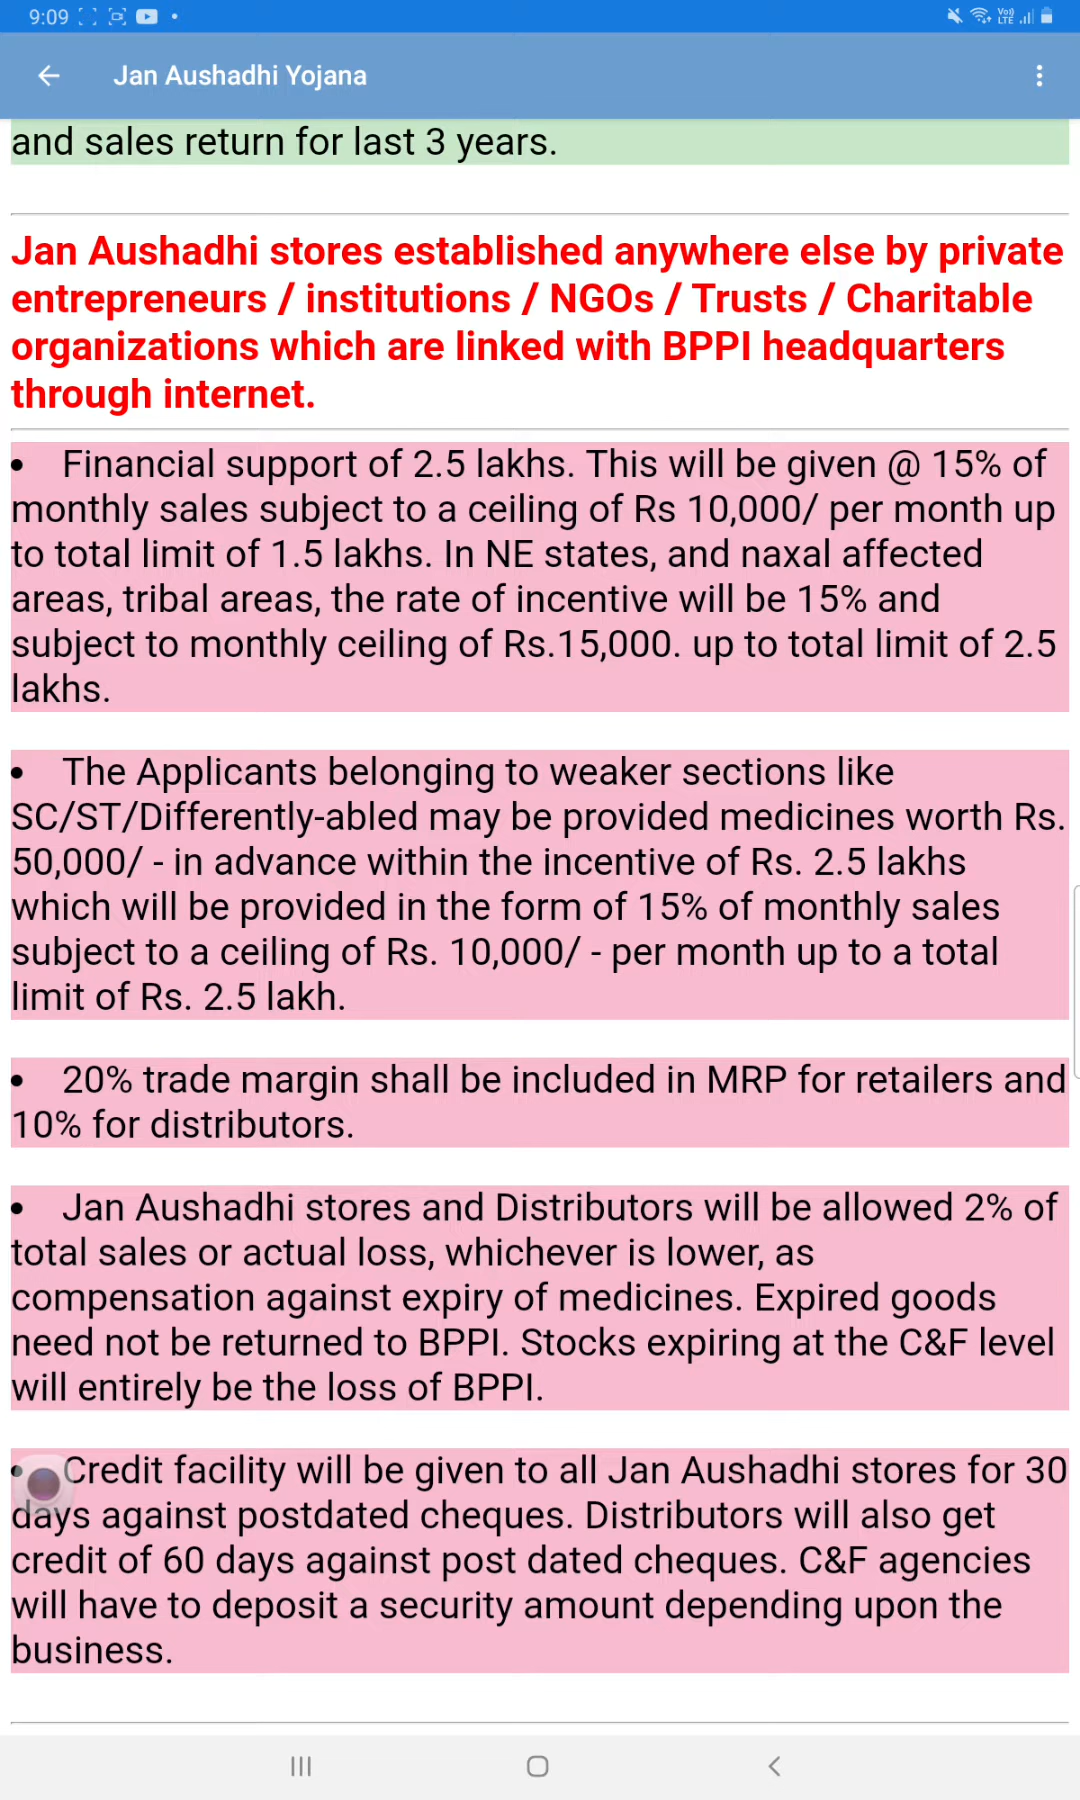 9:09
Vo)) LTE
Jan Aushadhi Yojana
and sales return for last 3 years.
Jan Aushadhi stores established anywhere else by private
entrepreneurs / institutions / NGOs / Trusts / Charitable
organizations which are linked with BPPI headquarters
through internet.
• Financial support of 2.5 lakhs. This will be given @ 15% of
monthly sales subject to a ceiling of Rs 10,000/ per month up
to total limit of 1.5 lakhs. In NE states, and naxal affected
areas, tribal areas, the rate of incentive will be 15% and
subject to monthly ceiling of Rs.15,000. up to total limit of 2.5
lakhs.
• The Applicants belonging to weaker sections like
SC/ST/Differently-abled may be provided medicines worth Rs.
50,000/ - in advance within the incentive of Rs. 2.5 lakhs
which will be provided in the form of 15% of monthly sales
subject to a ceiling of Rs. 10,000/ - per month up to a total
limit of Rs. 2.5 lakh.
• 20% trade margin shall be included in MRP for retailers and
10% for distributors.
• Jan Aushadhi stores and Distributors will be allowed 2% of
total sales or actual loss, whichever is lower, as
compensation against expiry of medicines. Expired goods
need not be returned to BPPI. Stocks expiring at the C&F level
will entirely be the loss of BPPI.
• Credit facility will be given to all Jan Aushadhi stores for 30
days against postdated cheques. Distributors will also get
credit of 60 days against post dated cheques. C&F agencies
will have to deposit a security amount depending upon the
business.